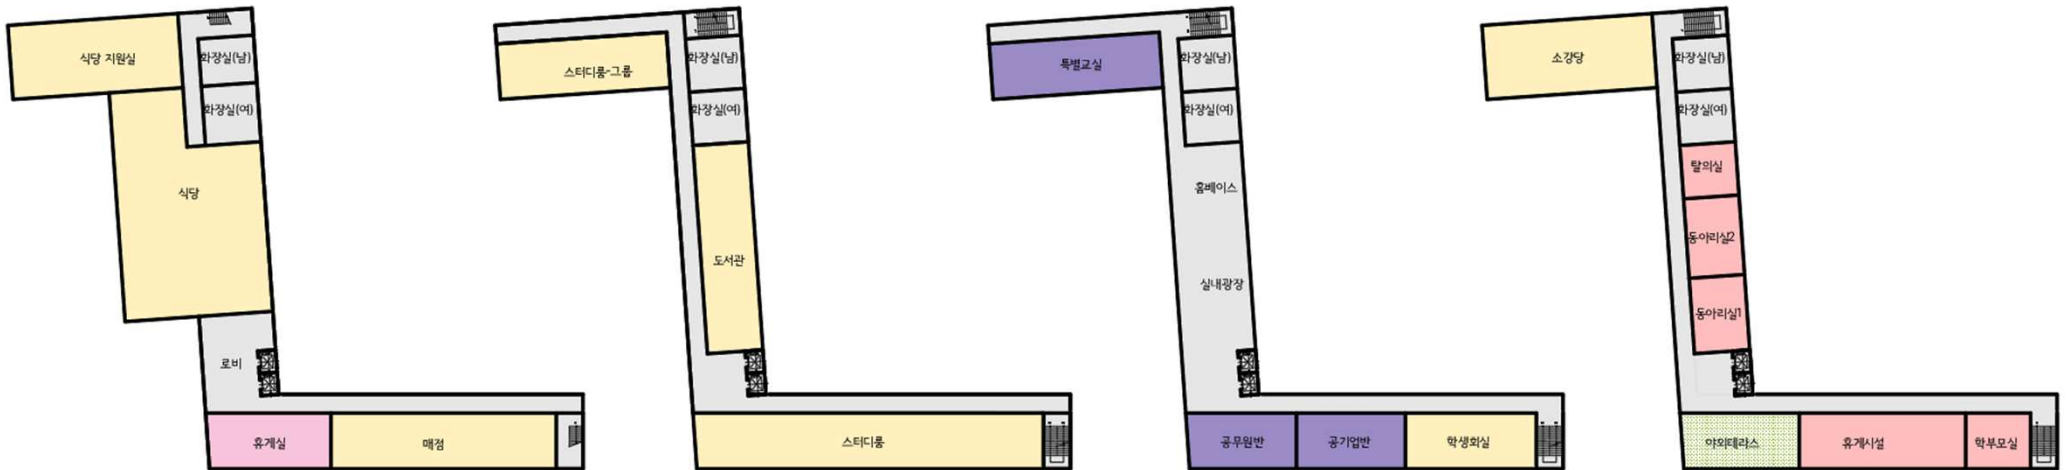 식당 지원실
화장실(남)
화장실(여)
식당
로비
휴게실
매점
스터디룸-그룹
화장실(남)
화장실(여)
도서관
스터디룸
특별교실
화장실(남)
화장실(여)
홈베이스
실내광장
공무원반
공기업반
학생회실
소강당
화장실(남)
화장실(여)
탈의실
동아리실2
동아리실1
야외테라스
휴게시설
학부모실